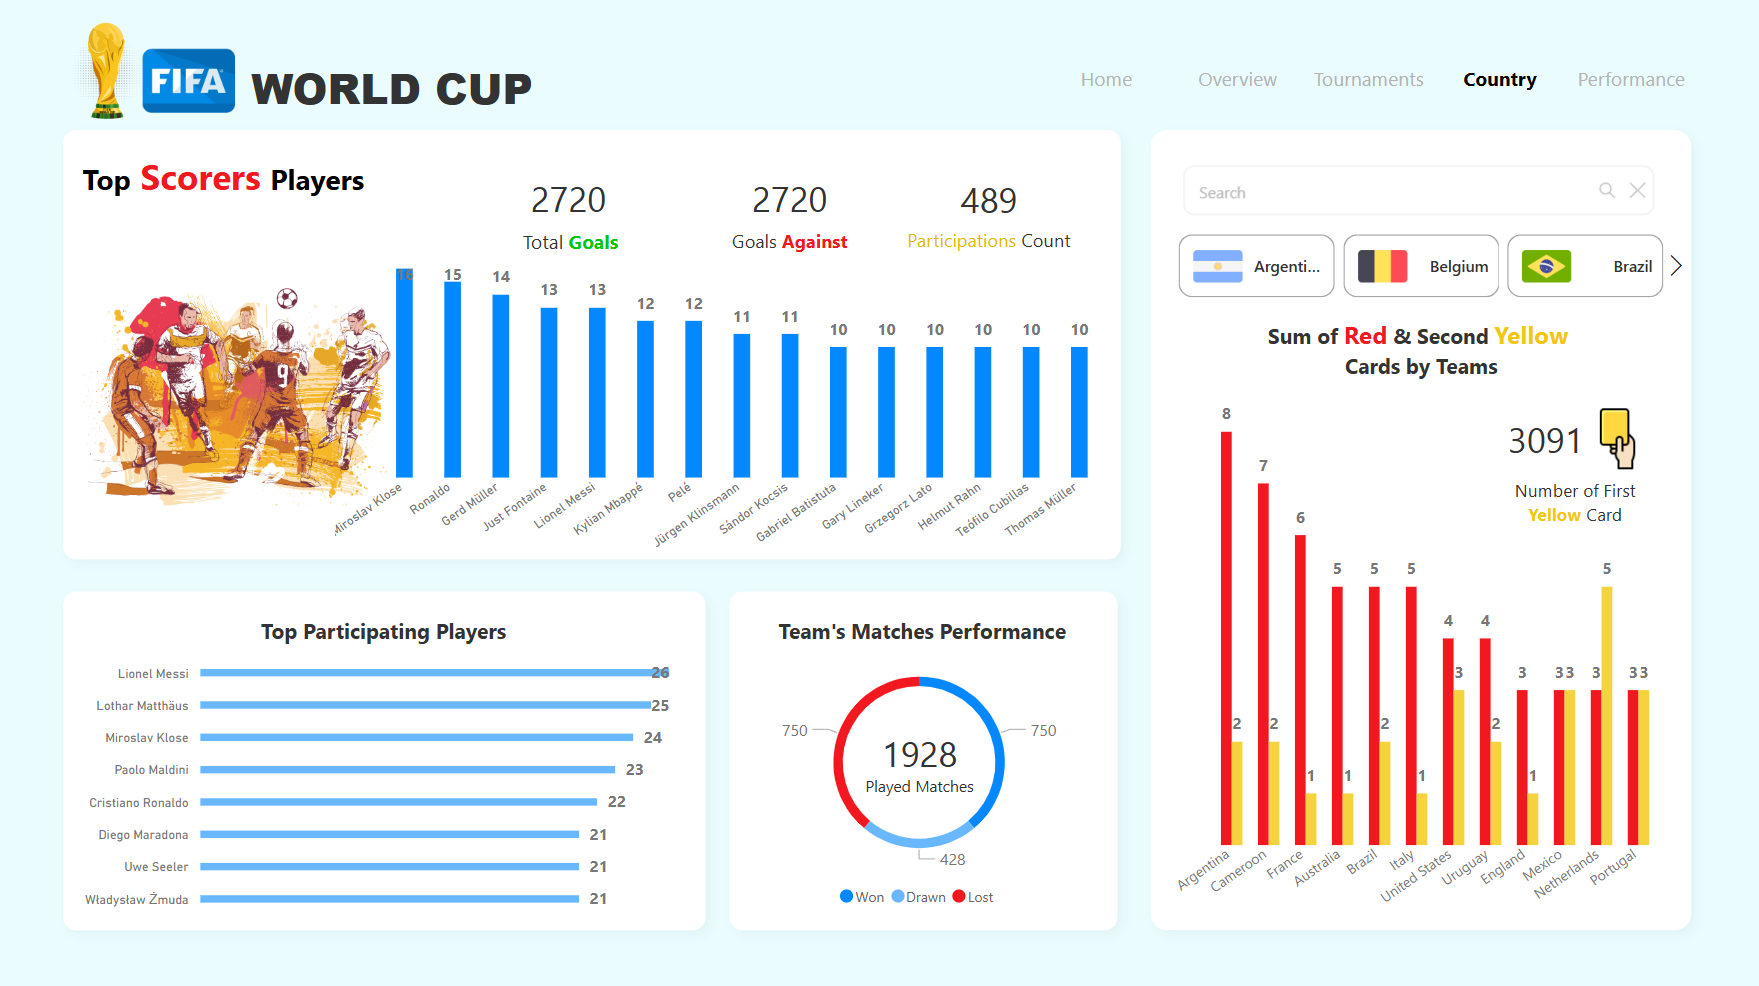 FIFA
WORLD CUP
Home Overview Tournaments Country Performance
Top Scorers Players
2720
Total Goals
2720
Goals Against
489
Participations Count
16 15 14 13 13 12 12 11 11 10 10 10 10 10 10
9
Miroslav Klose
Ronaldo
Gerd Müller
Just Fontaine
Lionel Messi
Kylian Mbappé
Pelé
Jürgen Klinsmann
Sándor Kocsis
Gabriel Batistuta
Gary Lineker
Grzegorz Lato
Helmut Rahn
Teófilo Cubillas
Thomas Müller
Top Participating Players
Lionel Messi 26
Lothar Matthäus 25
Miroslav Klose 24
Paolo Maldini 23
Cristiano Ronaldo 22
Diego Maradona 21
Uwe Seeler 21
Władysław Żmuda 21
Team's Matches Performance
750 750
1928
Played Matches
428
Won Drawn Lost
Search
Argenti... Belgium Brazil
Sum of Red & Second Yellow
Cards by Teams
3091
Number of First
Yellow Card
8 2
7 2
6 1
5 1
5 2
5 1
4 3
4 2
3 1
3 3
3 5
3 3
Argentina
Cameroon
France
Australia
Brazil
Italy
United States
Uruguay
England
Mexico
Netherlands
Portugal